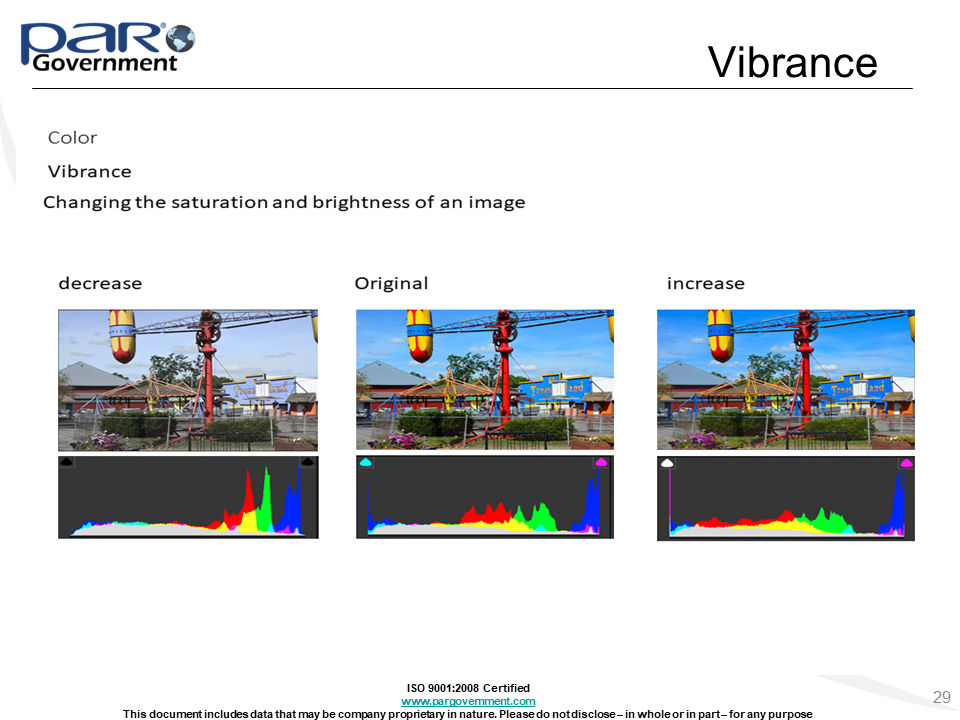 PAR® Government
Vibrance
Color
Vibrance
Changing the saturation and brightness of an image
decrease
Original
increase
ISO 9001:2008 Certified
www.pargovernment.com
29
This document includes data that may be company proprietary in nature. Please do not disclose – in whole or in part – for any purpose